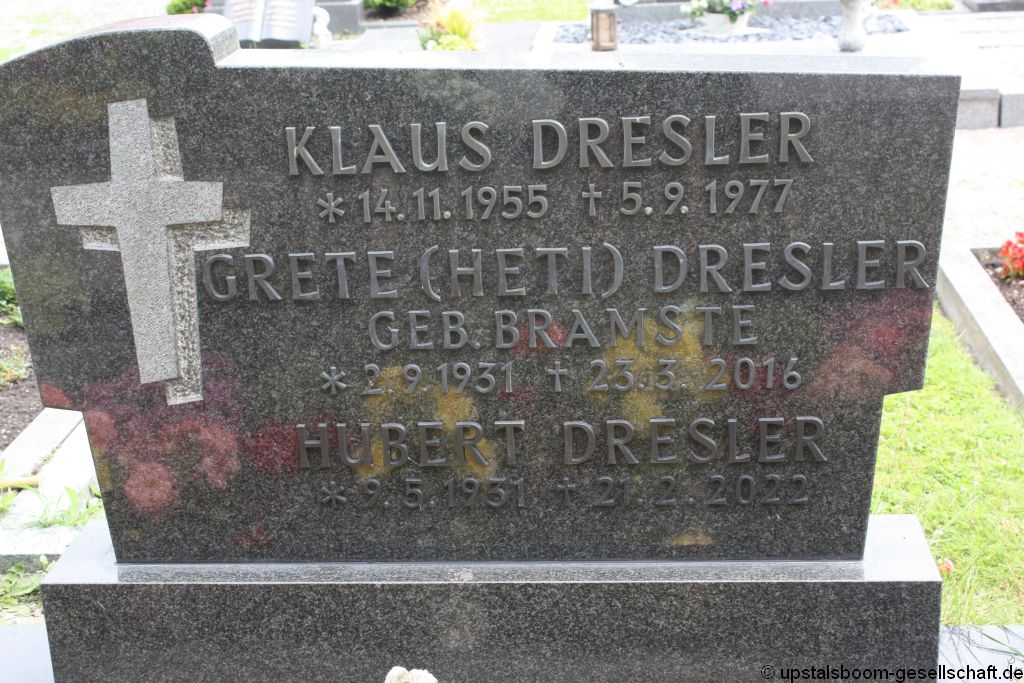 KLAUS DRESLER
* 14.11.1955 † 5.9.1977
GRETE (HETI) DRESLER
GEB. BRAMSTE
* 2.9.1931 † 23.3.2016
HUBERT DRESLER
* 9.5.1931 † 21.2.2022
© upstalsboom-gesellschaft.de